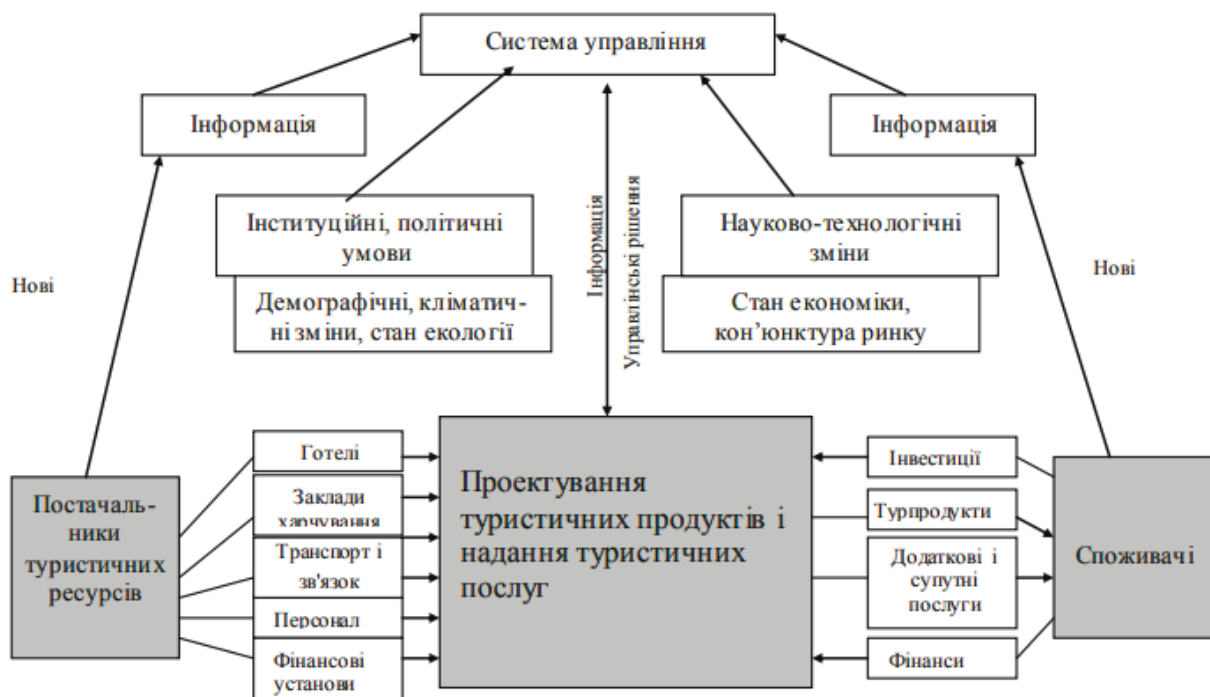 Система управління
Інформація
Інформація
Інституційні, політичні
умови
Науково-технологічні
зміни
Нові
Нові
Демографічні, кліматич-
ні зміни, стан екології
Стан економіки,
кон’юнктура ринку
Інформація
Управлінські рішення
Постачаль-
ники
туристичних
ресурсів
Готелі
Заклади
харчування
Транспорт і
зв'язок
Персонал
Фінансові
установи
Проектування
туристичних продуктів і
надання туристичних
послуг
Інвестиції
Турпродукти
Додаткові і
супутні
послуги
Фінанси
Споживачі